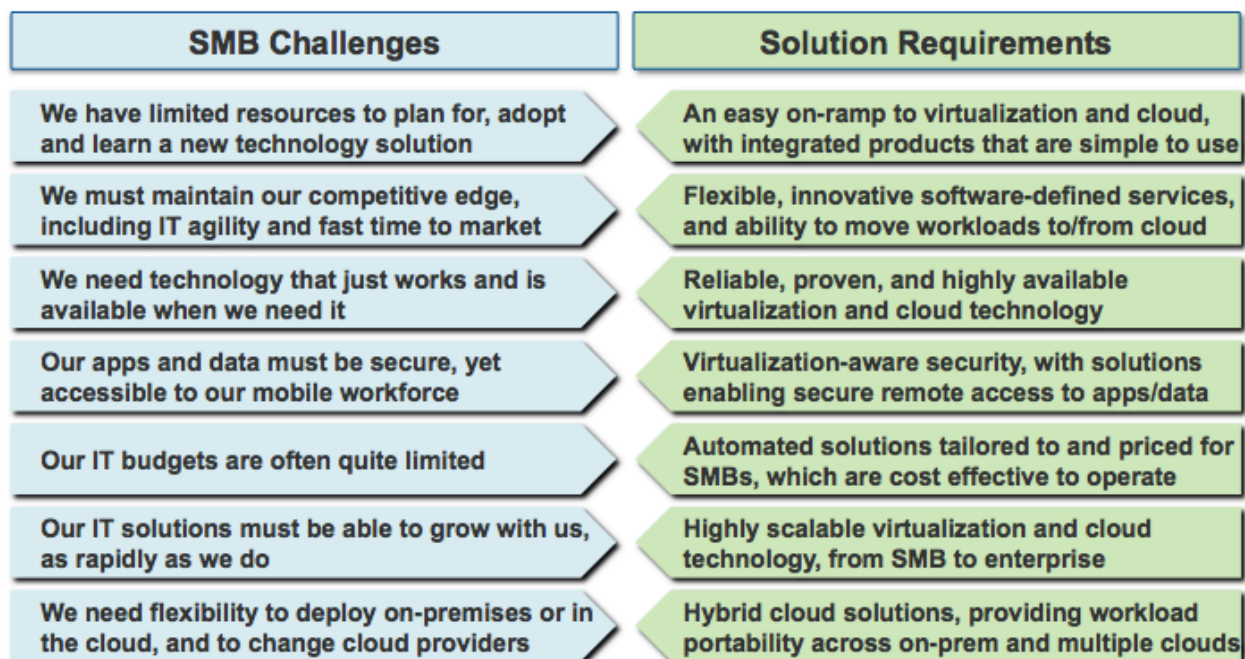 SMB Challenges
Solution Requirements
We have limited resources to plan for, adopt
and learn a new technology solution
An easy on-ramp to virtualization and cloud,
with integrated products that are simple to use
We must maintain our competitive edge,
including IT agility and fast time to market
Flexible, innovative software-defined services,
and ability to move workloads to/from cloud
We need technology that just works and is
available when we need it
Reliable, proven, and highly available
virtualization and cloud technology
Our apps and data must be secure, yet
accessible to our mobile workforce
Virtualization-aware security, with solutions
enabling secure remote access to apps/data
Our IT budgets are often quite limited
Automated solutions tailored to and priced for
SMBs, which are cost effective to operate
Our IT solutions must be able to grow with us,
as rapidly as we do
Highly scalable virtualization and cloud
technology, from SMB to enterprise
We need flexibility to deploy on-premises or in
the cloud, and to change cloud providers
Hybrid cloud solutions, providing workload
portability across on-prem and multiple clouds